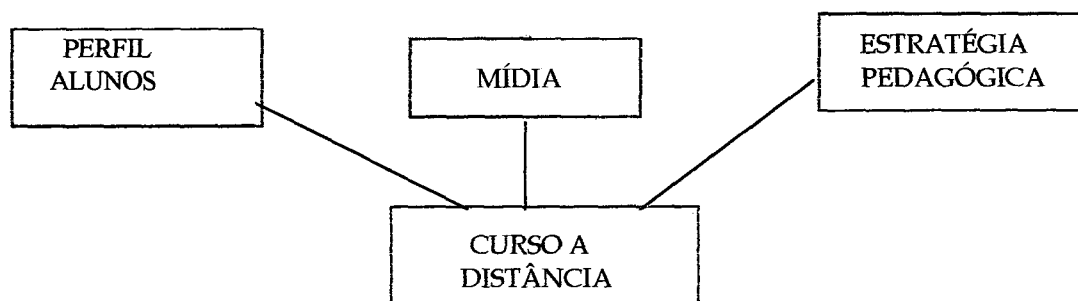 PERFIL
ALUNOS
MÍDIA
ESTRATÉGIA
PEDAGÓGICA
CURSO A
DISTÂNCIA